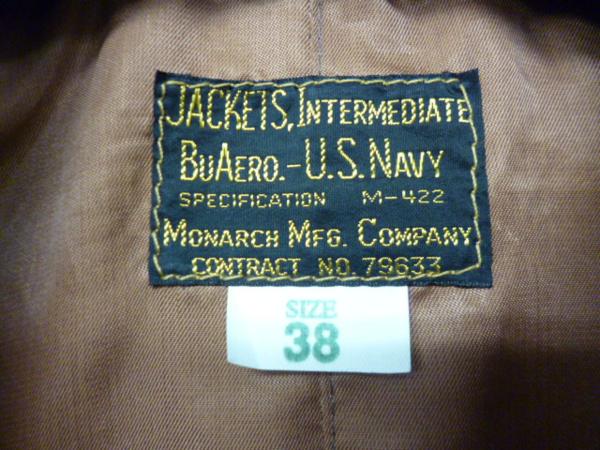 JACKETS, INTERMEDIATE
BUAERO.-U.S. NAVY
SPECIFICATION M-422
MONARCH MFG. COMPANY
CONTRACT NO. 79633
SIZE
38